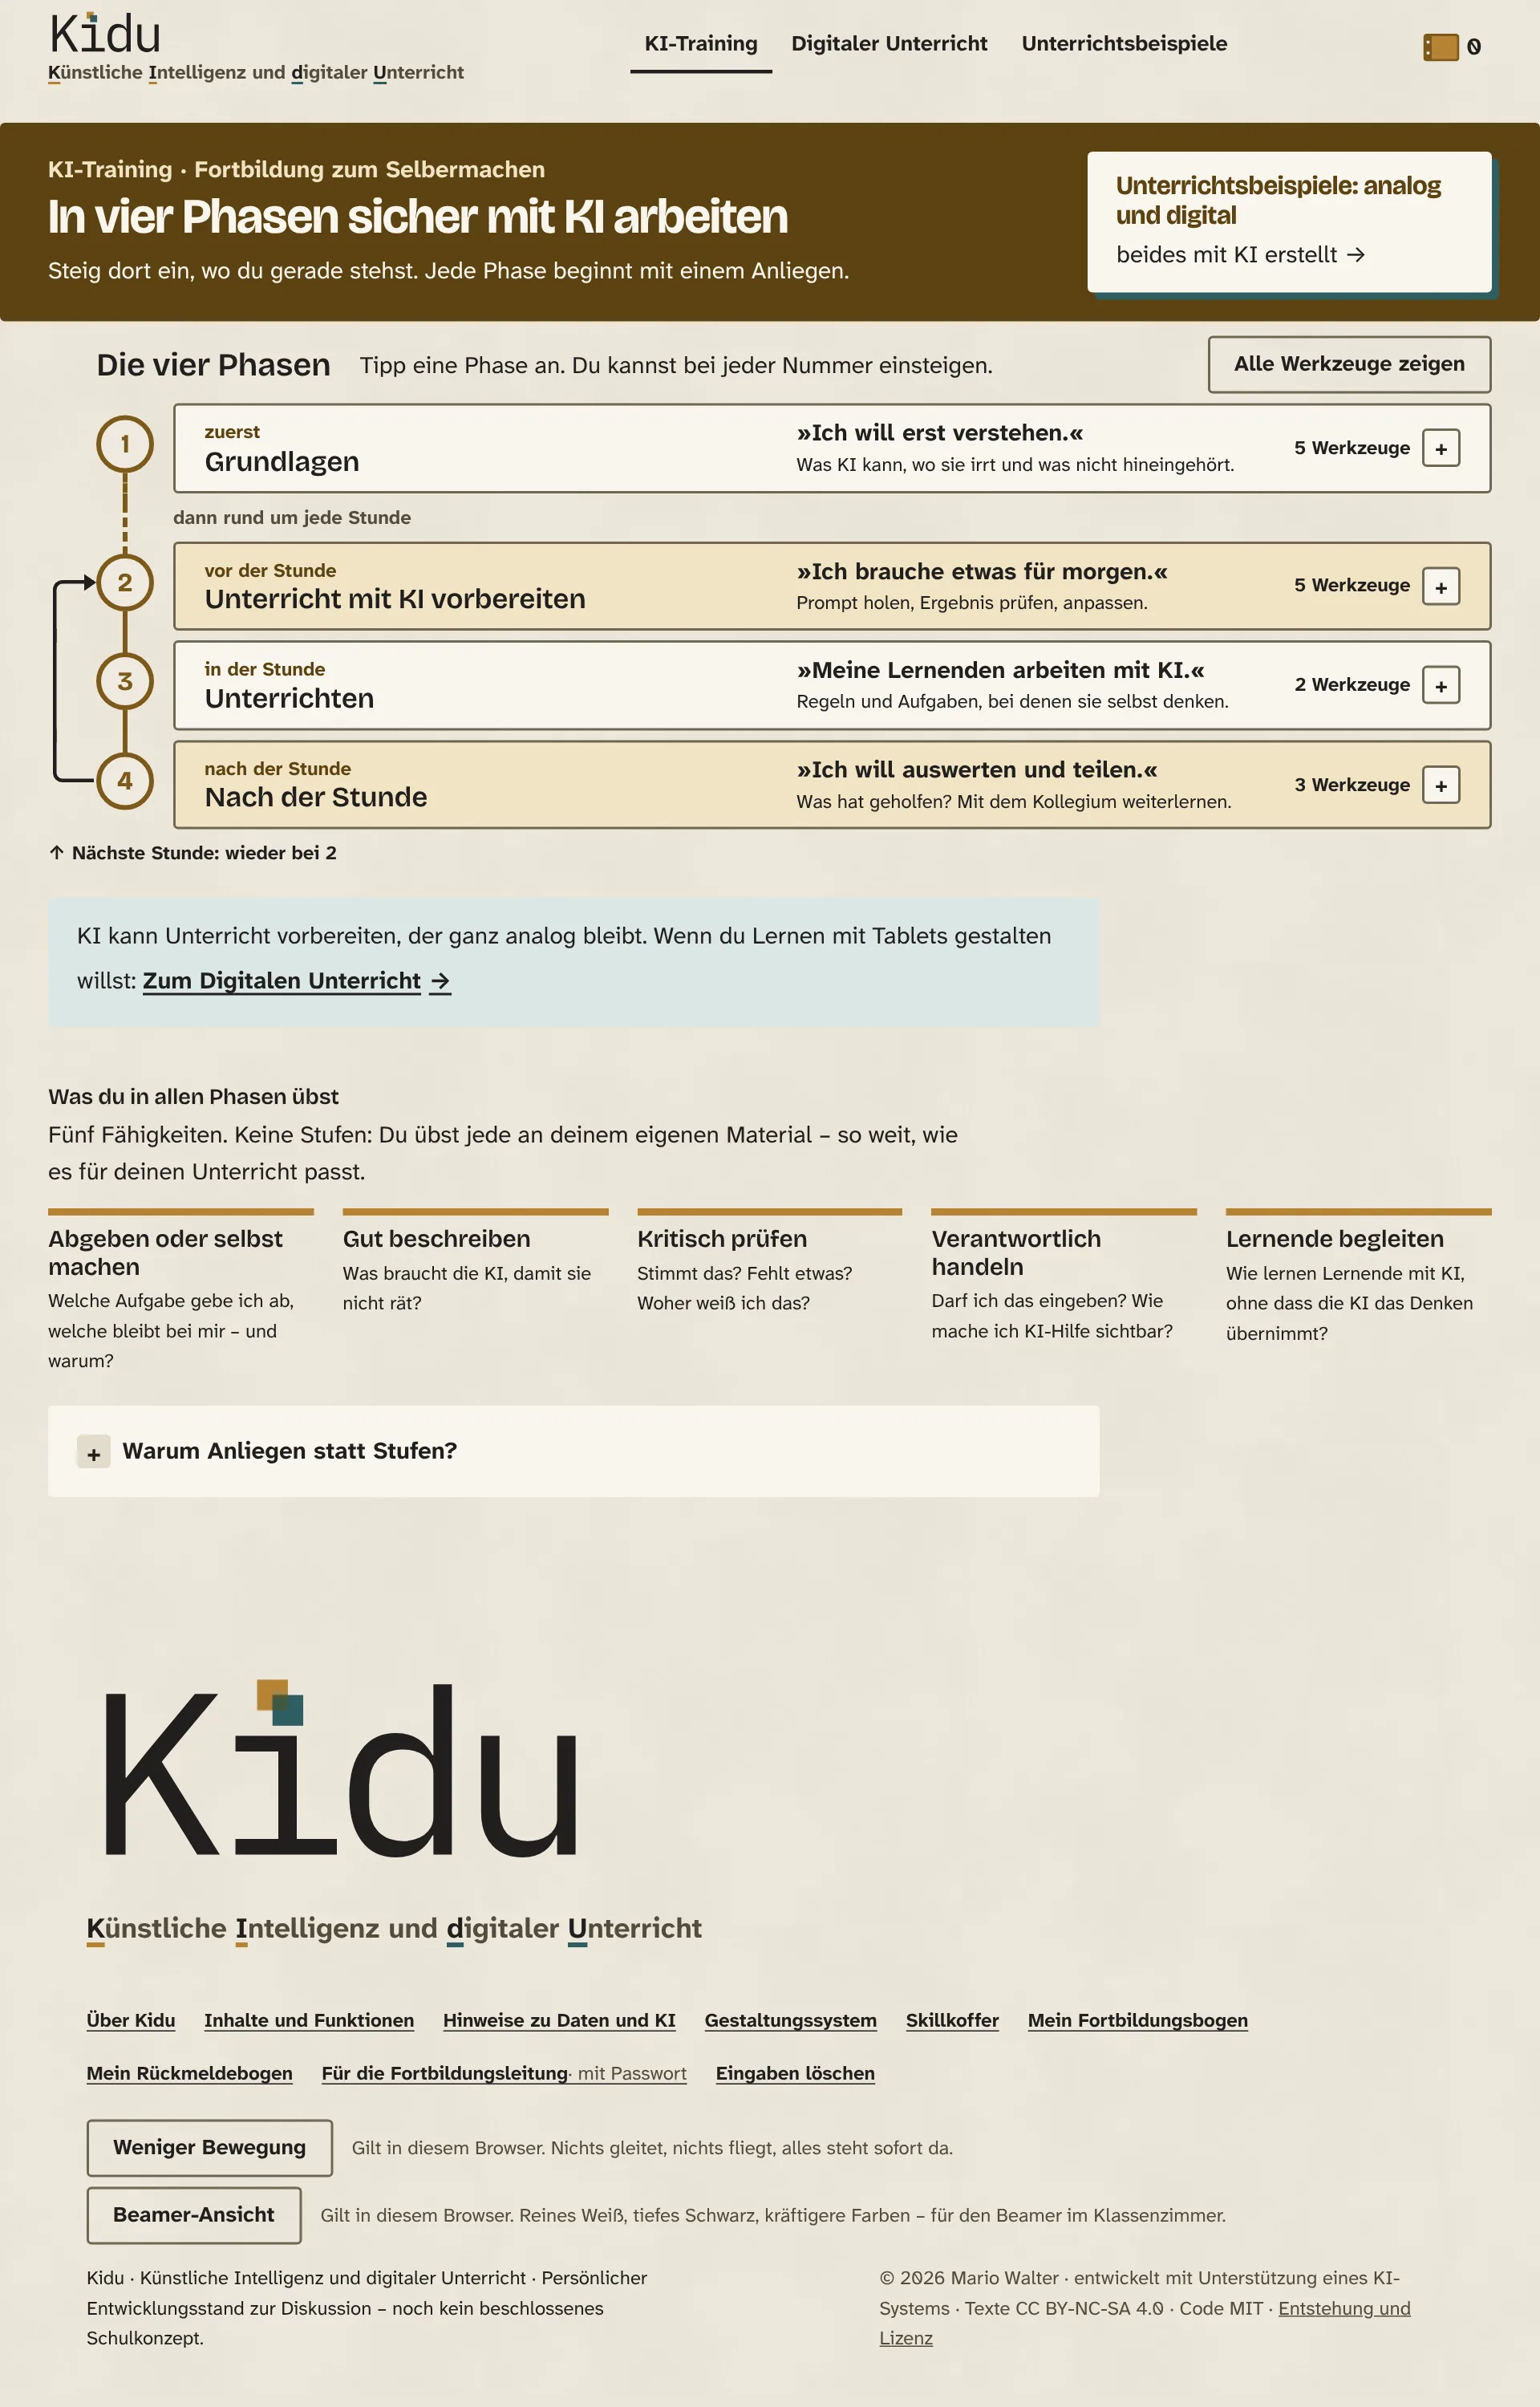 Kidu
Künstliche Intelligenz und digitaler Unterricht
KI-Training
Digitaler Unterricht
Unterrichtsbeispiele
0
KI-Training · Fortbildung zum Selbermachen
In vier Phasen sicher mit KI arbeiten
Steig dort ein, wo du gerade stehst. Jede Phase beginnt mit einem Anliegen.
Unterrichtsbeispiele: analog
und digital
beides mit KI erstellt →
Die vier Phasen
Tipp eine Phase an. Du kannst bei jeder Nummer einsteigen.
Alle Werkzeuge zeigen
1
zuerst
Grundlagen
»Ich will erst verstehen.«
Was KI kann, wo sie irrt und was nicht hineingehört.
5 Werkzeuge +
dann rund um jede Stunde
2
vor der Stunde
Unterricht mit KI vorbereiten
»Ich brauche etwas für morgen.«
Prompt holen, Ergebnis prüfen, anpassen.
5 Werkzeuge +
3
in der Stunde
Unterrichten
»Meine Lernenden arbeiten mit KI.«
Regeln und Aufgaben, bei denen sie selbst denken.
2 Werkzeuge +
4
nach der Stunde
Nach der Stunde
»Ich will auswerten und teilen.«
Was hat geholfen? Mit dem Kollegium weiterlernen.
3 Werkzeuge +
↑ Nächste Stunde: wieder bei 2
KI kann Unterricht vorbereiten, der ganz analog bleibt. Wenn du Lernen mit Tablets gestalten
willst: Zum Digitalen Unterricht →
Was du in allen Phasen übst
Fünf Fähigkeiten. Keine Stufen: Du übst jede an deinem eigenen Material – so weit, wie
es für deinen Unterricht passt.
Abgeben oder selbst
machen
Welche Aufgabe gebe ich ab,
welche bleibt bei mir – und
warum?
Gut beschreiben
Was braucht die KI, damit sie
nicht rät?
Kritisch prüfen
Stimmt das? Fehlt etwas?
Woher weiß ich das?
Verantwortlich
handeln
Darf ich das eingeben? Wie
mache ich KI-Hilfe sichtbar?
Lernende begleiten
Wie lernen Lernende mit KI,
ohne dass die KI das Denken
übernimmt?
+ Warum Anliegen statt Stufen?
Kidu
Künstliche Intelligenz und digitaler Unterricht
Über Kidu
Inhalte und Funktionen
Hinweise zu Daten und KI
Gestaltungssystem
Skillkoffer
Mein Fortbildungsbogen
Mein Rückmeldebogen
Für die Fortbildungsleitung· mit Passwort
Eingaben löschen
Weniger Bewegung
Gilt in diesem Browser. Nichts gleitet, nichts fliegt, alles steht sofort da.
Beamer-Ansicht
Gilt in diesem Browser. Reines Weiß, tiefes Schwarz, kräftigere Farben – für den Beamer im Klassenzimmer.
Kidu · Künstliche Intelligenz und digitaler Unterricht · Persönlicher
Entwicklungsstand zur Diskussion – noch kein beschlossenes
Schulkonzept.
© 2026 Mario Walter · entwickelt mit Unterstützung eines KI-
Systems · Texte CC BY-NC-SA 4.0 · Code MIT · Entstehung und
Lizenz